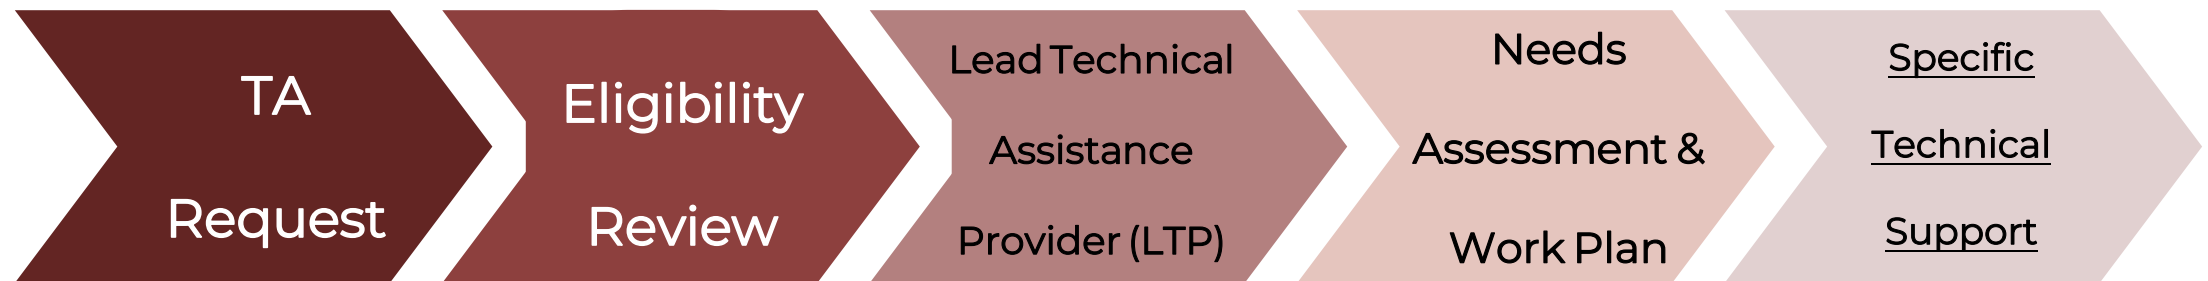 TA
Request
Eligibility
Review
Lead Technical
Assistance
Provider (LTP)
Needs
Assessment &
Work Plan
Specific
Technical
Support